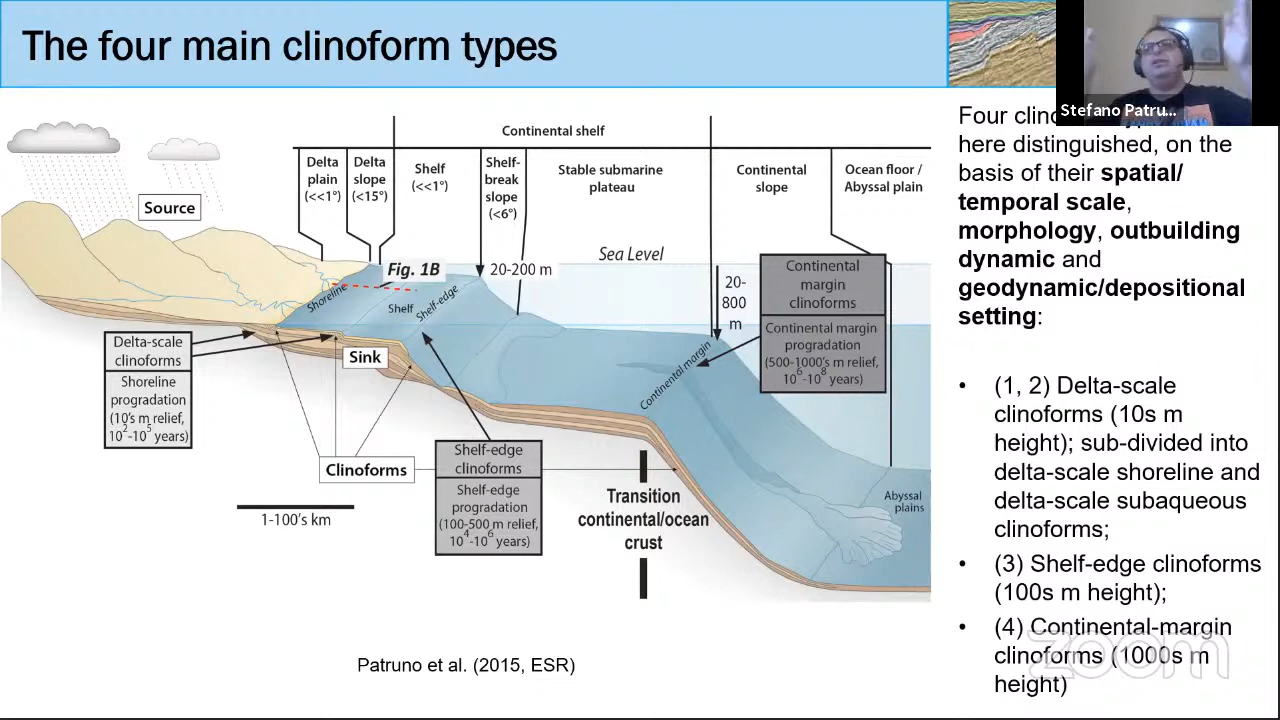 The four main clinoform types
Stefano Patru...
Continental shelf
Delta
plain
(<<1°)
Delta
slope
(<15°)
Shelf
(<<1°)
Shelf-
break
slope
(<6°)
Stable submarine
plateau
Continental
slope
Ocean floor /
Abyssal plain
Source
Sea Level
Fig. 1B
20-200 m
20-
800
m
Shoreline
Shelf
Shelf-edge
Continental margin
Continental
margin
clinoforms
Continental margin
progradation
(500-1000's m relief,
10⁶-10⁸ years)
Delta-scale
clinoforms
Shoreline
progradation
(10's m relief,
10²-10⁵ years)
Sink
Clinoforms
Shelf-edge
clinoforms
Shelf-edge
progradation
(100-500 m relief,
10⁴-10⁶ years)
Transition
continental/ocean
crust
Abyssal
plains
1-100's km
Patruno et al. (2015, ESR)
Four
here distinguished, on the
basis of their spatial/
temporal scale,
morphology, outbuilding
dynamic and
geodynamic/depositional
setting:
• (1, 2) Delta-scale
clinoforms (10s m
height); sub-divided into
delta-scale shoreline and
delta-scale subaqueous
clinoforms;
• (3) Shelf-edge clinoforms
(100s m height);
• (4) Continental-margin
clinoforms (1000s m
height)
zoom